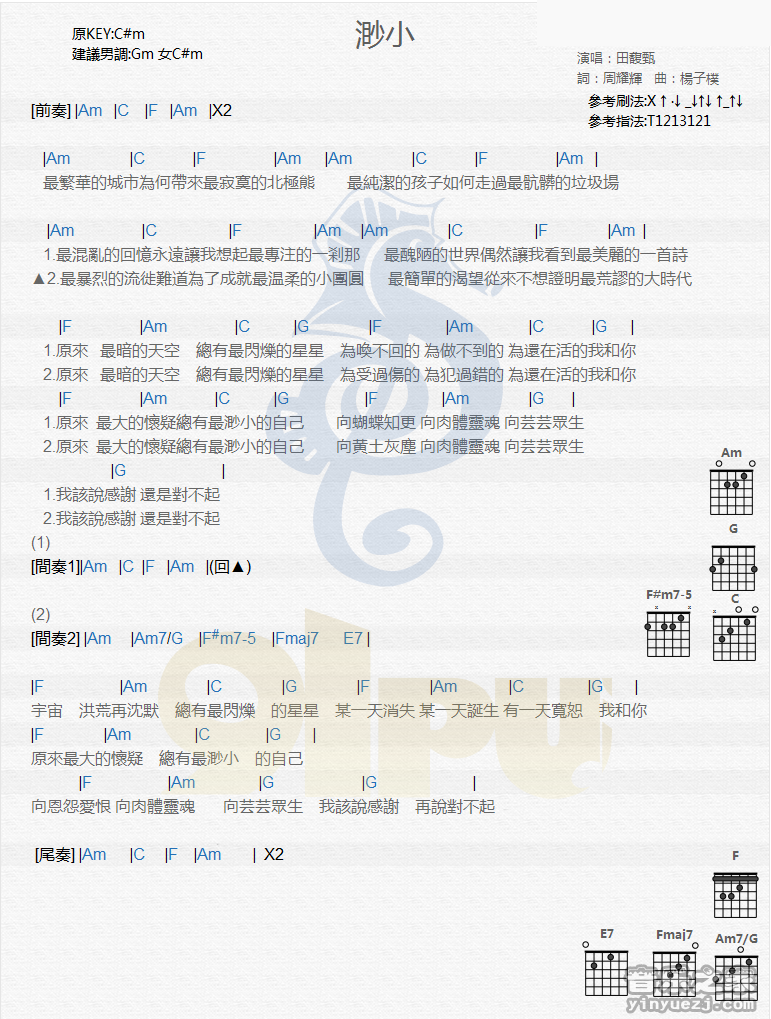 渺小
原KEY:C#m
建議男調:Gm 女C#m
演唱：田馥甄
詞：周耀輝 曲：楊子樸
參考刷法:X↑·↓_↓↑↓↑_↑↓
參考指法:T1213121
[前奏] |Am |C |F |Am |X2
|Am |C |F |Am |Am |C |F |Am |
最繁華的城市為何帶來最寂寞的北極熊 最純潔的孩子如何走過最骯髒的垃圾場
|Am |C |F |Am |Am |C |F |Am |
1.最混亂的回憶永遠讓我想起最專注的一剎那 最醜陋的世界偶然讓我看到最美麗的一首詩
▲2.最暴烈的流徙難道為了成就最溫柔的小團圓 最簡單的渴望從來不想證明最荒謬的大時代
|F |Am |C |G |F |Am |C |G |
1.原來 最暗的天空 總有最閃爍的星星 為喚不回的 為做不到的 為還在活的我和你
2.原來 最暗的天空 總有最閃爍的星星 為受過傷的 為犯過錯的 為還在活的我和你
|F |Am |C |G |F |Am |G |
1.原來 最大的懷疑總有最渺小的自己 向蝴蝶知更 向肉體靈魂 向芸芸眾生
2.原來 最大的懷疑總有最渺小的自己 向黃土灰塵 向肉體靈魂 向芸芸眾生
|G |
1.我該說感謝 還是對不起
2.我該說感謝 還是對不起
(1)
[間奏1]|Am |C |F |Am |(回▲)
(2)
[間奏2] |Am |Am7/G |F#m7-5 |Fmaj7 E7 |
|F |Am |C |G |F |Am |C |G |
宇宙 洪荒再沈默 總有最閃爍 的星星 某一天消失 某一天誕生 有一天寬恕 我和你
|F |Am |C |G |
原來最大的懷疑 總有最渺小 的自己
|F |Am |G |G |
向恩怨愛恨 向肉體靈魂 向芸芸眾生 我該說感謝 再說對不起
[尾奏] |Am |C |F |Am | X2
Am
G
F#m7-5
C
F
E7
Fmaj7
Am7/G
91pu
音樂之家
yinyuezj.com